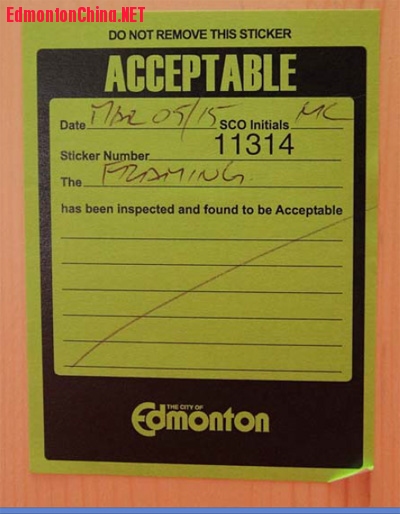 EdmontonChina.NET
DO NOT REMOVE THIS STICKER
ACCEPTABLE
Date Mar 09/15 SCO Initials MC
Sticker Number 11314
The FRAMING
has been inspected and found to be Acceptable
THE CITY OF
Edmonton